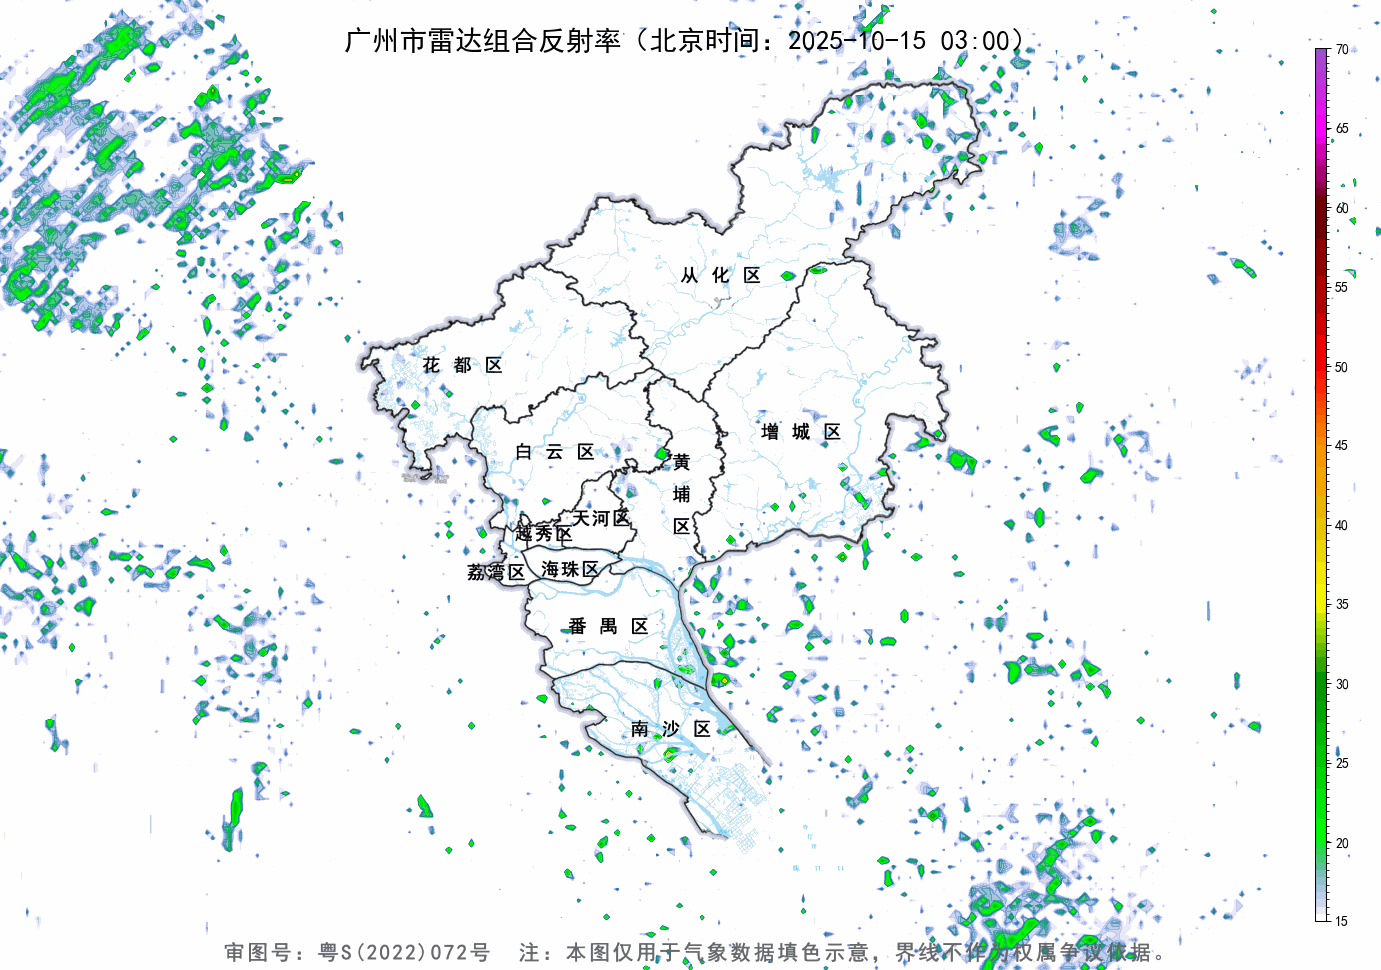 广州市雷达组合反射率（北京时间：2025-10-15 03:00）
70
65
60
55
50
45
40
35
30
25
20
15
从化区
花都区
增城区
白云区
黄埔区
天河区
越秀区
荔湾区
海珠区
番禺区
南沙区
审图号：粤S(2022)072号 注：本图仅用于气象数据填色示意，界线不作为权属争议依据。